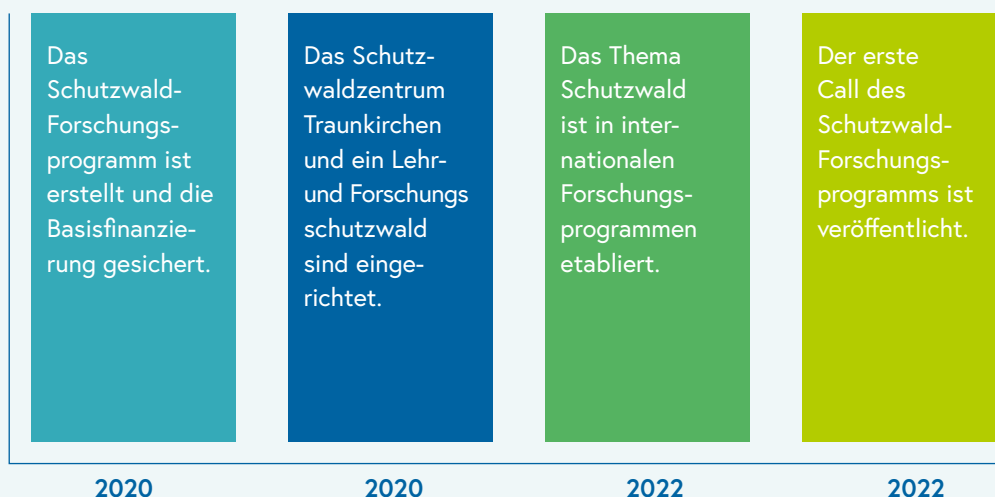 Das
Schutzwald-
Forschungs-
programm ist
erstellt und die
Basisfinanzie-
rung gesichert.
Das Schutz-
waldzentrum
Traunkirchen
und ein Lehr-
und Forschungs
schutzwald
sind einge-
richtet.
Das Thema
Schutzwald
ist in inter-
nationalen
Forschungs-
programmen
etabliert.
Der erste
Call des
Schutzwald-
Forschungs-
programms ist
veröffentlicht.
2020
2020
2022
2022